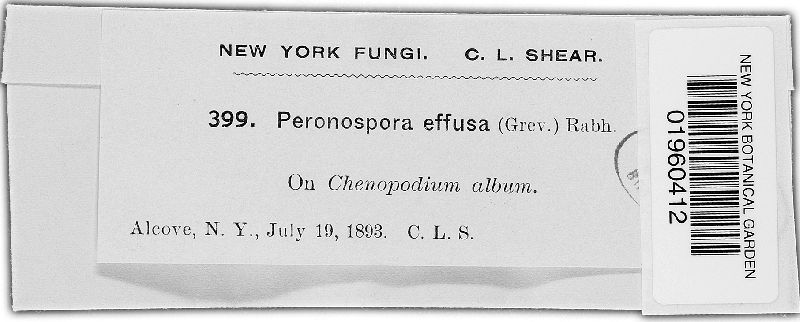 NEW YORK FUNGI. C. L. SHEAR.
399. Peronospora effusa (Grev.) Rabh.
On Chenopodium album.
Alcove, N. Y., July 19, 1893. C. L. S.
NEW YORK BOTANICAL GARDEN
01960412